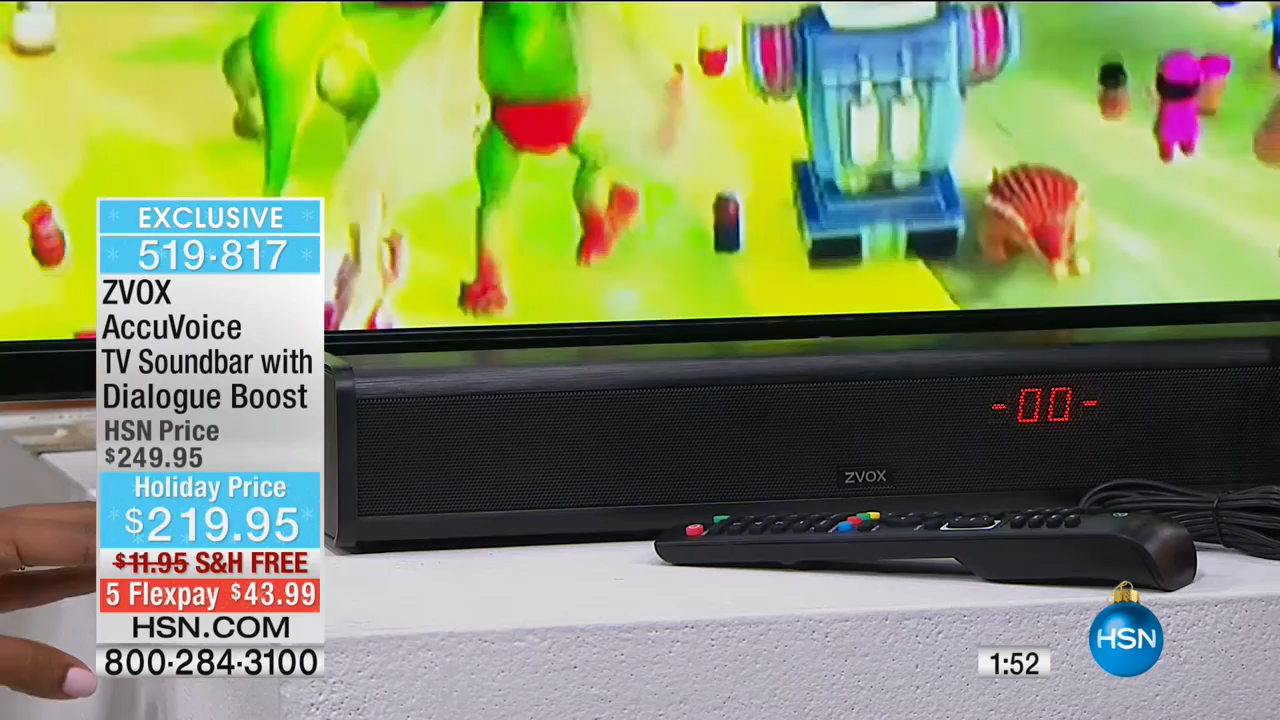 EXCLUSIVE
519·817
ZVOX
AccuVoice
TV Soundbar with
Dialogue Boost
HSN Price
$249.95
Holiday Price
$219.95
$11.95 S&H FREE
5 Flexpay $43.99
HSN.COM
800·284·3100
-00-
ZVOX
HSN
1:52